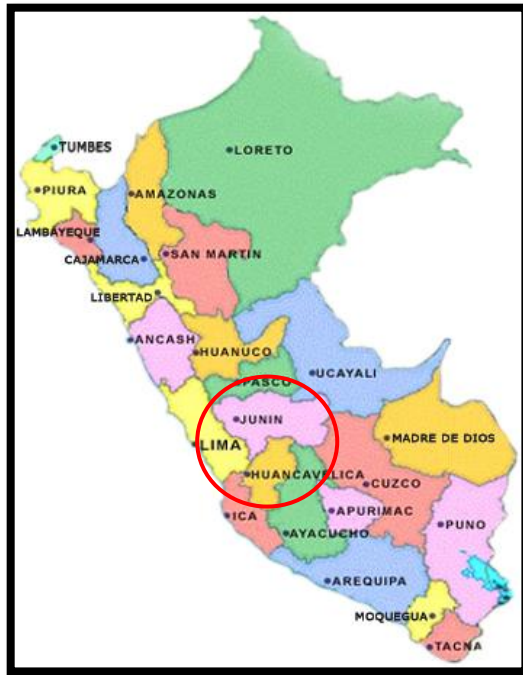 TUMBES
LORETO
PIURA
AMAZONAS
LAMBAYEQUE
SAN MARTIN
CAJAMARCA
LIBERTAD
ANCASH
HUANUCO
UCAYALI
PASCO
JUNIN
LIMA
MADRE DE DIOS
HUANCAVELICA
CUZCO
ICA
APURIMAC
PUNO
AYACUCHO
AREQUIPA
MOQUEGUA
TACNA